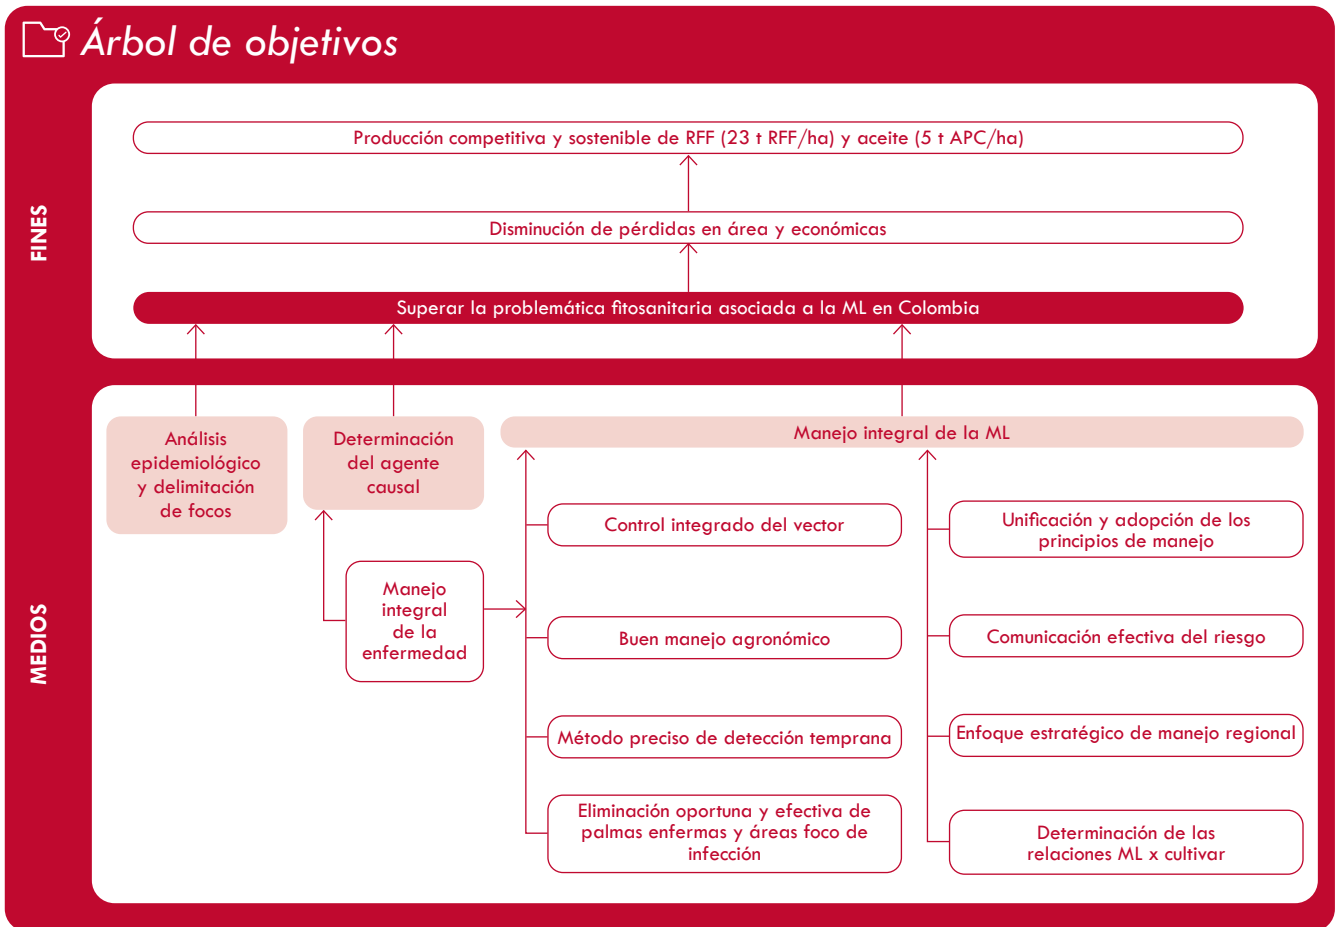 Árbol de objetivos
FINES
Producción competitiva y sostenible de RFF (23 t RFF/ha) y aceite (5 t APC/ha)
Disminución de pérdidas en área y económicas
Superar la problemática fitosanitaria asociada a la ML en Colombia
MEDIOS
Análisis
epidemiológico
y delimitación
de focos
Determinación
del agente
causal
Manejo integral de la ML
Manejo
integral
de la
enfermedad
Control integrado del vector
Buen manejo agronómico
Método preciso de detección temprana
Eliminación oportuna y efectiva de
palmas enfermas y áreas foco de
infección
Unificación y adopción de los
principios de manejo
Comunicación efectiva del riesgo
Enfoque estratégico de manejo regional
Determinación de las
relaciones ML x cultivar